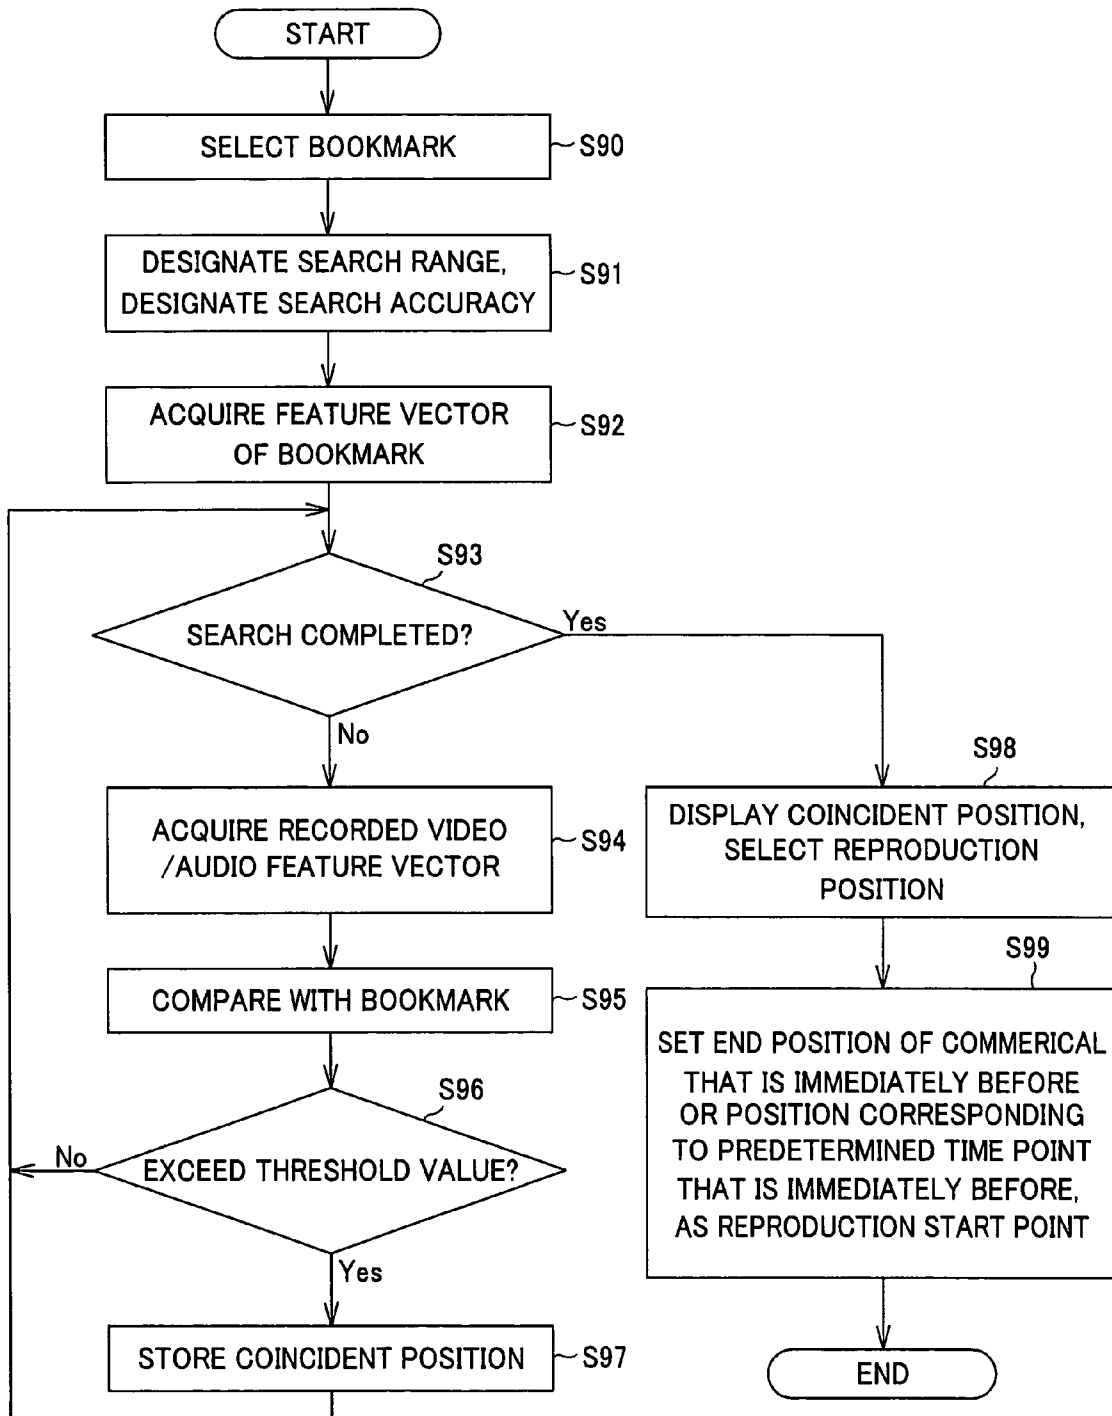 START
SELECT BOOKMARK
S90
DESIGNATE SEARCH RANGE,
DESIGNATE SEARCH ACCURACY
S91
ACQUIRE FEATURE VECTOR
OF BOOKMARK
S92
S93
SEARCH COMPLETED?
Yes
No
ACQUIRE RECORDED VIDEO
/AUDIO FEATURE VECTOR
S94
COMPARE WITH BOOKMARK
S95
S96
EXCEED THRESHOLD VALUE?
No
Yes
STORE COINCIDENT POSITION
S97
S98
DISPLAY COINCIDENT POSITION,
SELECT REPRODUCTION
POSITION
S99
SET END POSITION OF COMMERICAL
THAT IS IMMEDIATELY BEFORE
OR POSITION CORRESPONDING
TO PREDETERMINED TIME POINT
THAT IS IMMEDIATELY BEFORE,
AS REPRODUCTION START POINT
END